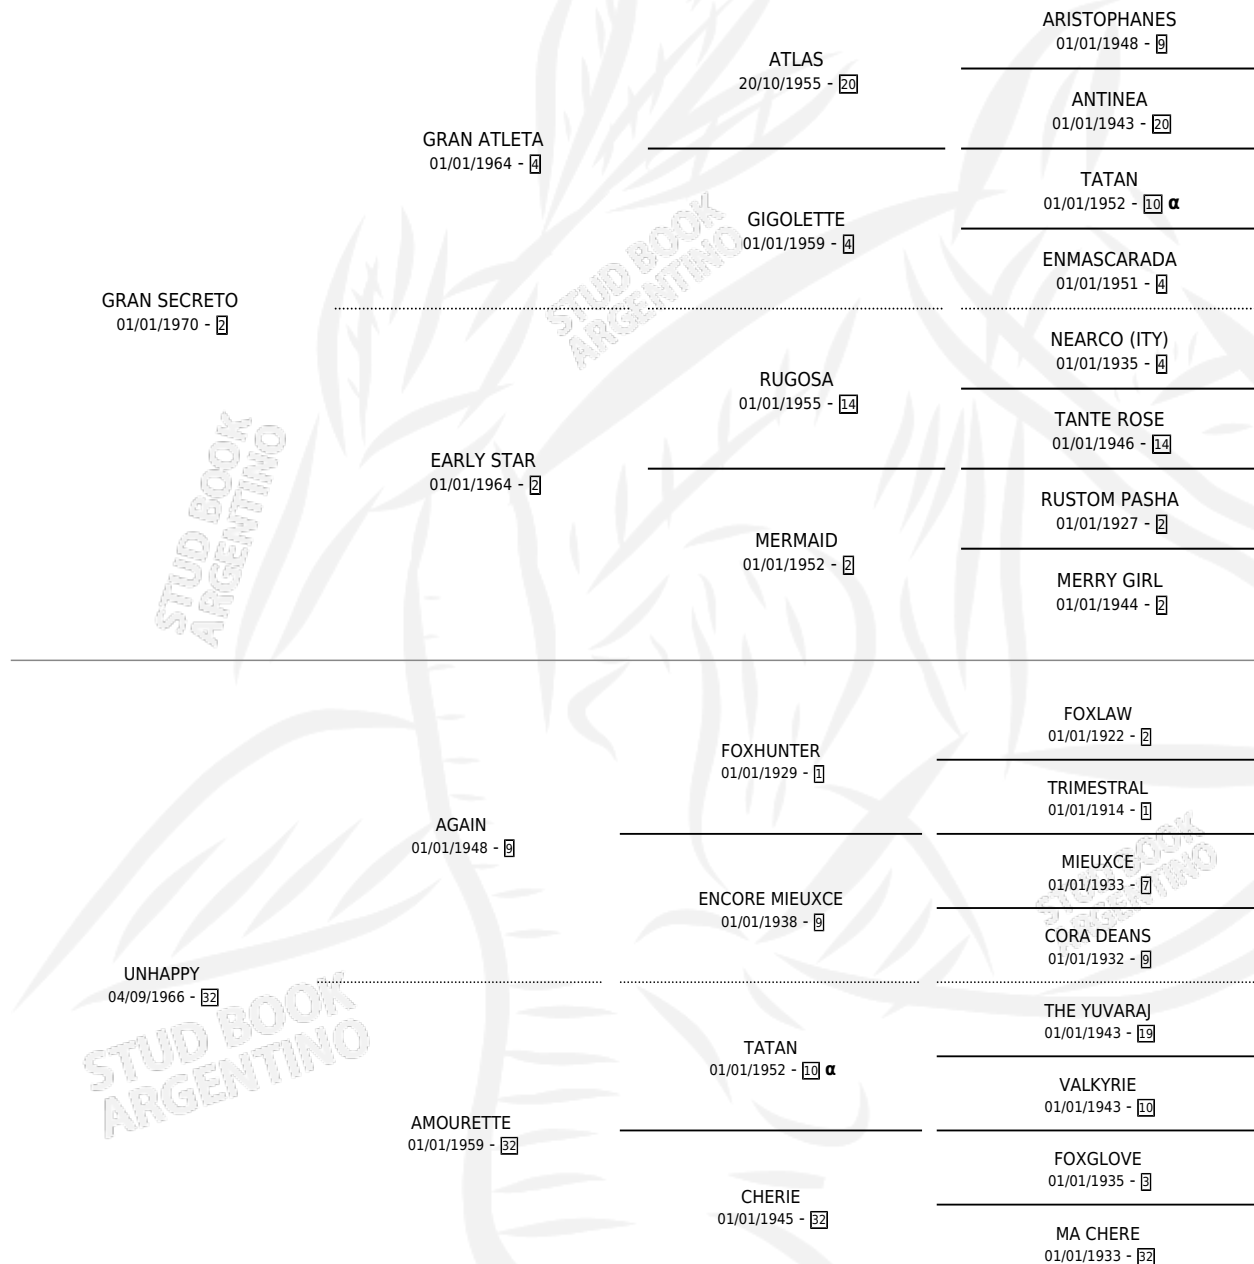 ARISTOPHANES
01/01/1948 - 9
ATLAS
20/10/1955 - 20
ANTINEA
01/01/1943 - 20
GRAN ATLETA
01/01/1964 - 4
TATAN
01/01/1952 - 10 α
GIGOLETTE
01/01/1959 - 4
ENMASCARADA
01/01/1951 - 4
GRAN SECRETO
01/01/1970 - 2
STUD BOOK
ARGENTINO
NEARCO (ITY)
01/01/1935 - 4
RUGOSA
01/01/1955 - 14
TANTE ROSE
01/01/1946 - 14
EARLY STAR
01/01/1964 - 2
RUSTOM PASHA
01/01/1927 - 2
MERMAID
01/01/1952 - 2
MERRY GIRL
01/01/1944 - 2
STUD BOOK
ARGENTINO
FOXLAW
01/01/1922 - 2
FOXHUNTER
01/01/1929 - 1
TRIMESTRAL
01/01/1914 - 1
AGAIN
01/01/1948 - 9
MIEUXCE
01/01/1933 - 7
ENCORE MIEUXCE
01/01/1938 - 9
CORA DEANS
01/01/1932 - 9
STUD BOOK
ARGENTINO
UNHAPPY
04/09/1966 - 32
THE YUVARAJ
01/01/1943 - 19
TATAN
01/01/1952 - 10 α
VALKYRIE
01/01/1943 - 10
STUD BOOK
ARGENTINO
AMOURETTE
01/01/1959 - 32
FOXGLOVE
01/01/1935 - 3
CHERIE
01/01/1945 - 32
MA CHERE
01/01/1933 - 32